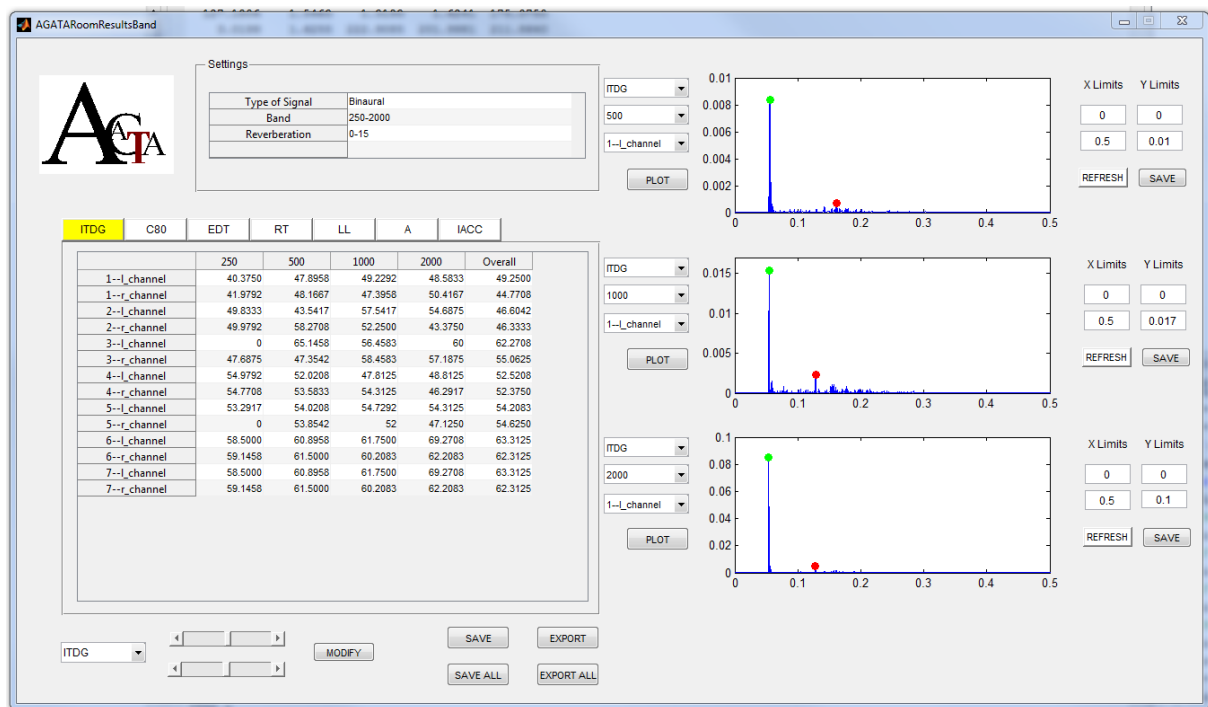 AGATARoomResultsBand
AGATA
Settings
Type of Signal Binaural
Band 250-2000
Reverberation 0-15
ITDG C80 EDT RT LL A IACC
250 500 1000 2000 Overall
1--l_channel 40.3750 47.8958 49.2292 48.5833 49.2500
1--r_channel 41.9792 48.1667 47.3958 50.4167 44.7708
2--l_channel 49.8333 43.5417 57.5417 54.6875 46.6042
2--r_channel 49.9792 58.2708 52.2500 43.3750 46.3333
3--l_channel 0 65.1458 56.4583 60 62.2708
3--r_channel 47.6875 47.3542 58.4583 57.1875 55.0625
4--l_channel 54.9792 52.0208 47.8125 48.8125 52.5208
4--r_channel 54.7708 53.5833 54.3125 46.2917 52.3750
5--l_channel 53.2917 54.0208 54.7292 54.3125 54.2083
5--r_channel 0 53.8542 52 47.1250 54.6250
6--l_channel 58.5000 60.8958 61.7500 69.2708 63.3125
6--r_channel 59.1458 61.5000 60.2083 62.2083 62.3125
7--l_channel 58.5000 60.8958 61.7500 69.2708 63.3125
7--r_channel 59.1458 61.5000 60.2083 62.2083 62.3125
ITDG
MODIFY
SAVE EXPORT
SAVE ALL EXPORT ALL
ITDG
500
1--l_channel
PLOT
0.01
0.008
0.006
0.004
0.002
0
0 0.1 0.2 0.3 0.4 0.5
X Limits Y Limits
0 0
0.5 0.01
REFRESH SAVE
ITDG
1000
1--l_channel
PLOT
0.015
0.01
0.005
0
0 0.1 0.2 0.3 0.4 0.5
X Limits Y Limits
0 0
0.5 0.017
REFRESH SAVE
ITDG
2000
1--l_channel
PLOT
0.1
0.08
0.06
0.04
0.02
0
0 0.1 0.2 0.3 0.4 0.5
X Limits Y Limits
0 0
0.5 0.1
REFRESH SAVE